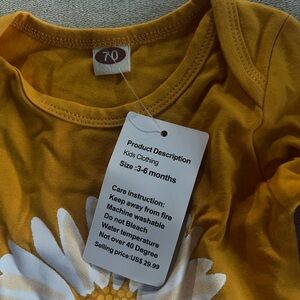 70
Product Description
Kids Clothing
Size :3-6 months
Care Instruction:
Keep away from fire
Machine washable
Do not Bleach
Water temperature
Not over 40 Degree
Selling price:US$ 29.99